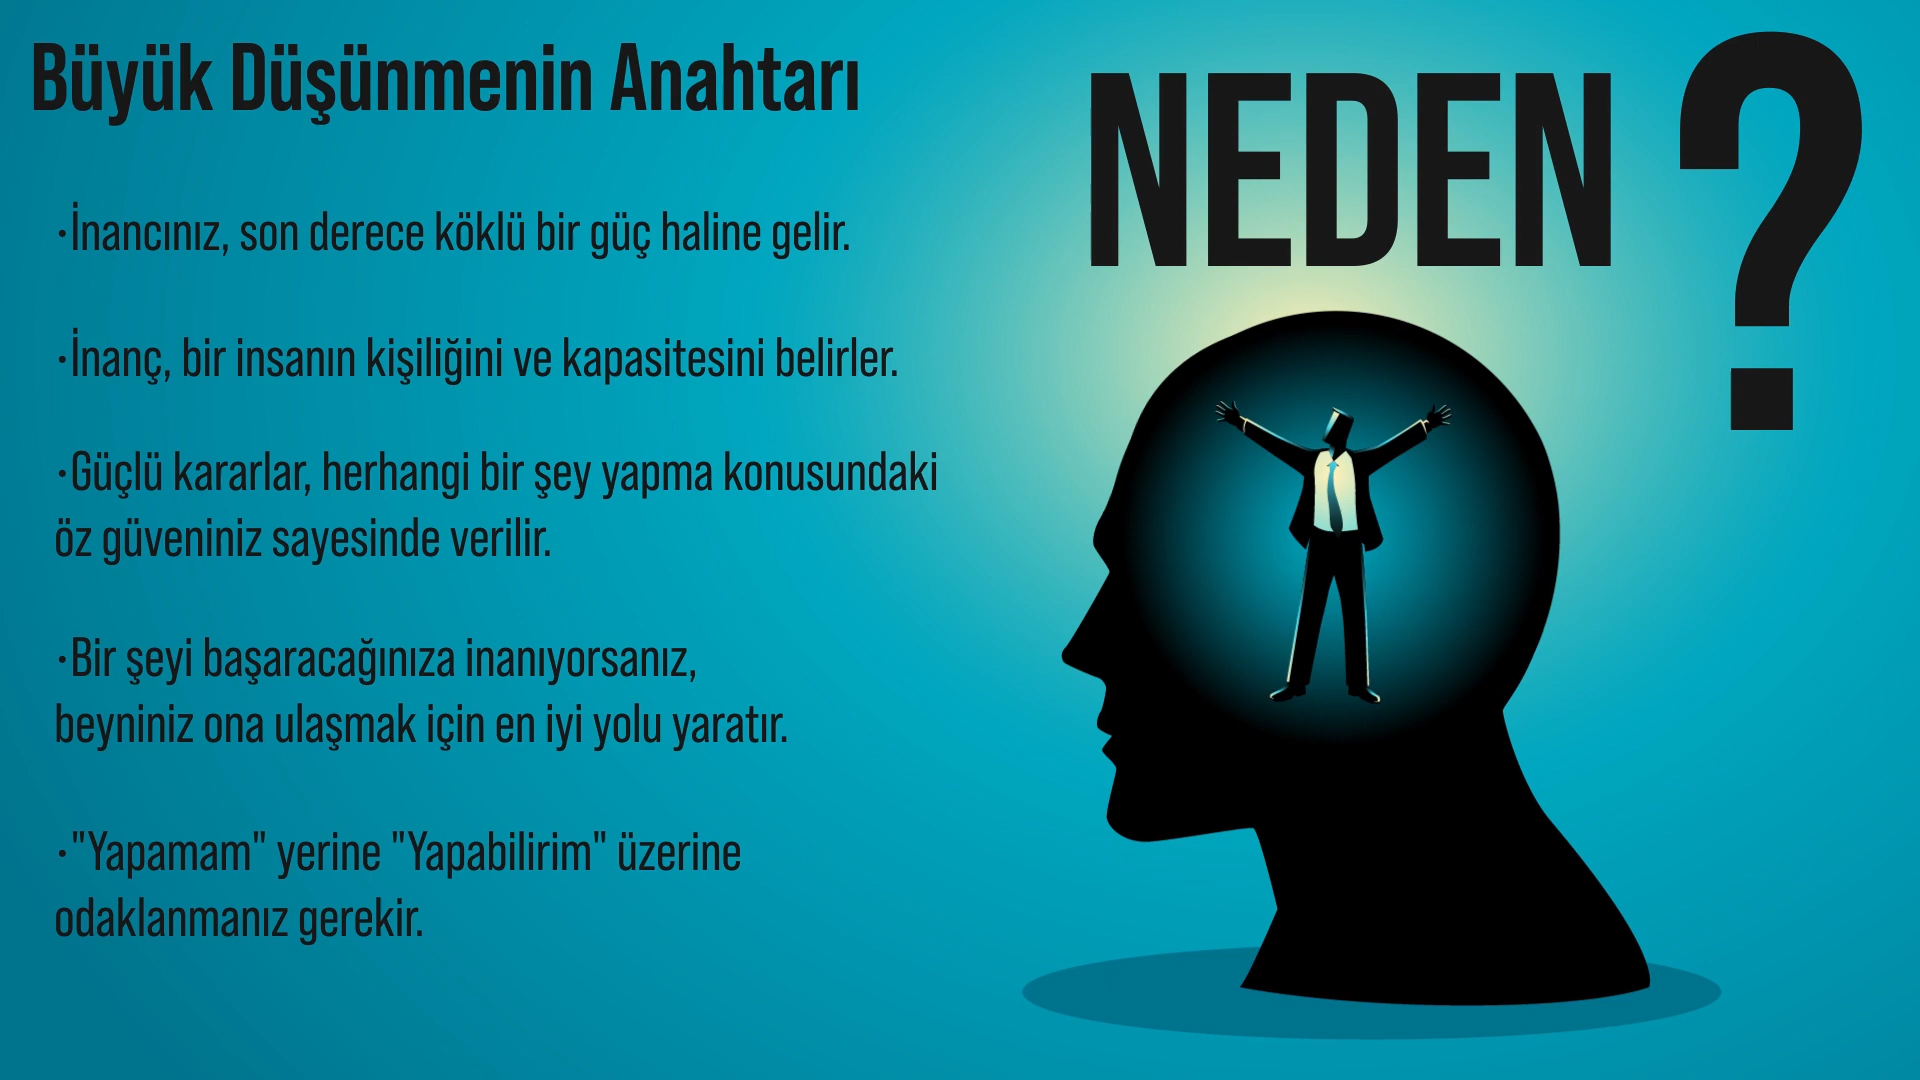 Büyük Düşünmenin Anahtarı
NEDEN ?
·İnancınız, son derece köklü bir güç haline gelir.
·İnanç, bir insanın kişiliğini ve kapasitesini belirler.
·Güçlü kararlar, herhangi bir şey yapma konusundaki
öz güveniniz sayesinde verilir.
·Bir şeyi başaracağınıza inanıyorsanız,
beyniniz ona ulaşmak için en iyi yolu yaratır.
·"Yapamam" yerine "Yapabilirim" üzerine
odaklanmanız gerekir.